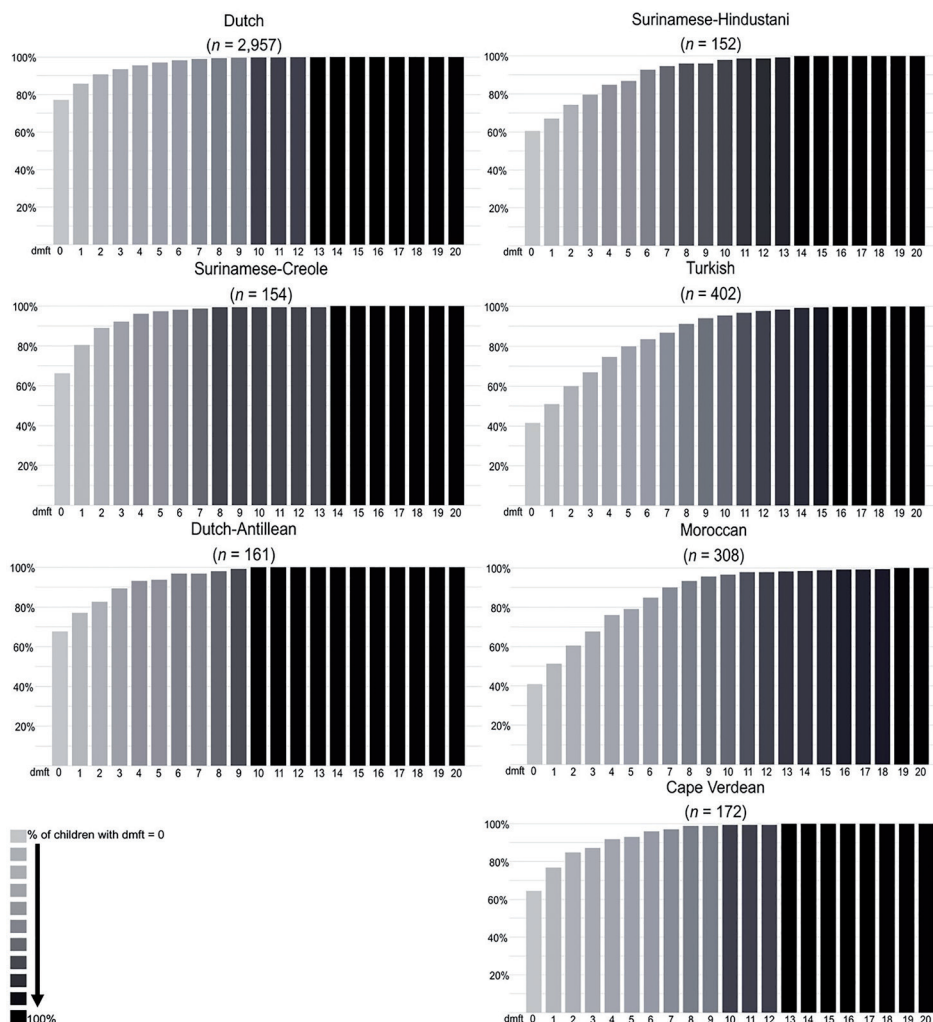 Dutch
(n = 2,957)
100%
80%
60%
40%
20%
dmft 0 1 2 3 4 5 6 7 8 9 10 11 12 13 14 15 16 17 18 19 20
Surinamese-Hindustani
(n = 152)
100%
80%
60%
40%
20%
dmft 0 1 2 3 4 5 6 7 8 9 10 11 12 13 14 15 16 17 18 19 20
Surinamese-Creole
(n = 154)
100%
80%
60%
40%
20%
dmft 0 1 2 3 4 5 6 7 8 9 10 11 12 13 14 15 16 17 18 19 20
Turkish
(n = 402)
100%
80%
60%
40%
20%
dmft 0 1 2 3 4 5 6 7 8 9 10 11 12 13 14 15 16 17 18 19 20
Dutch-Antillean
(n = 161)
100%
80%
60%
40%
20%
dmft 0 1 2 3 4 5 6 7 8 9 10 11 12 13 14 15 16 17 18 19 20
Moroccan
(n = 308)
100%
80%
60%
40%
20%
dmft 0 1 2 3 4 5 6 7 8 9 10 11 12 13 14 15 16 17 18 19 20
% of children with dmft = 0
100%
Cape Verdean
(n = 172)
100%
80%
60%
40%
20%
dmft 0 1 2 3 4 5 6 7 8 9 10 11 12 13 14 15 16 17 18 19 20